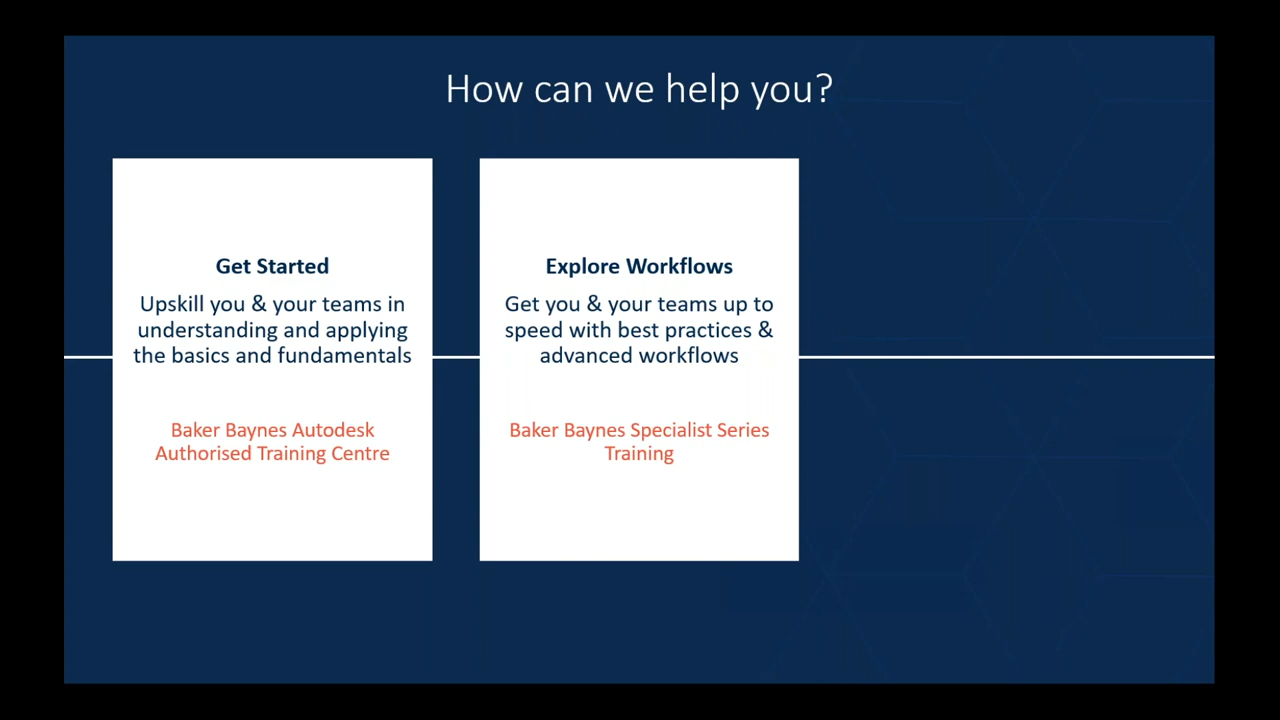 How can we help you?
Get Started
Upskill you & your teams in
understanding and applying
the basics and fundamentals
Baker Baynes Autodesk
Authorised Training Centre
Explore Workflows
Get you & your teams up to
speed with best practices &
advanced workflows
Baker Baynes Specialist Series
Training